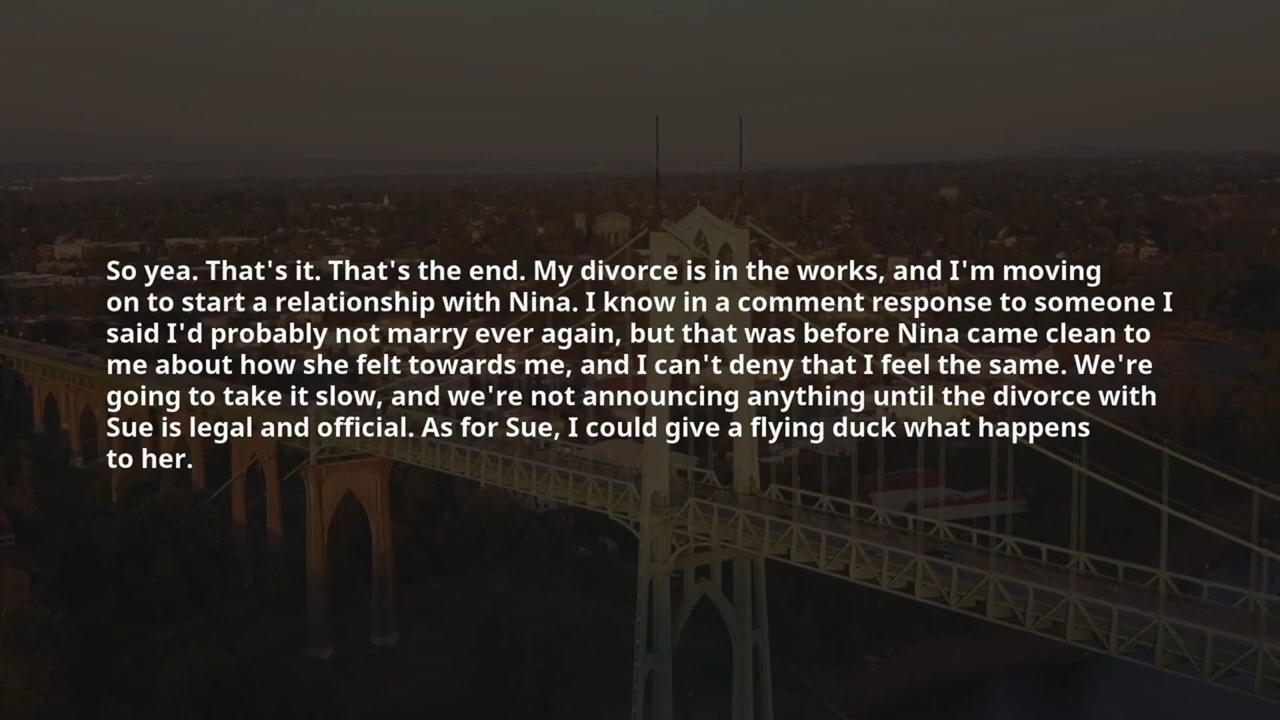 So yea. That's it. That's the end. My divorce is in the works, and I'm moving
on to start a relationship with Nina. I know in a comment response to someone I
said I'd probably not marry ever again, but that was before Nina came clean to
me about how she felt towards me, and I can't deny that I feel the same. We're
going to take it slow, and we're not announcing anything until the divorce with
Sue is legal and official. As for Sue, I could give a flying duck what happens
to her.